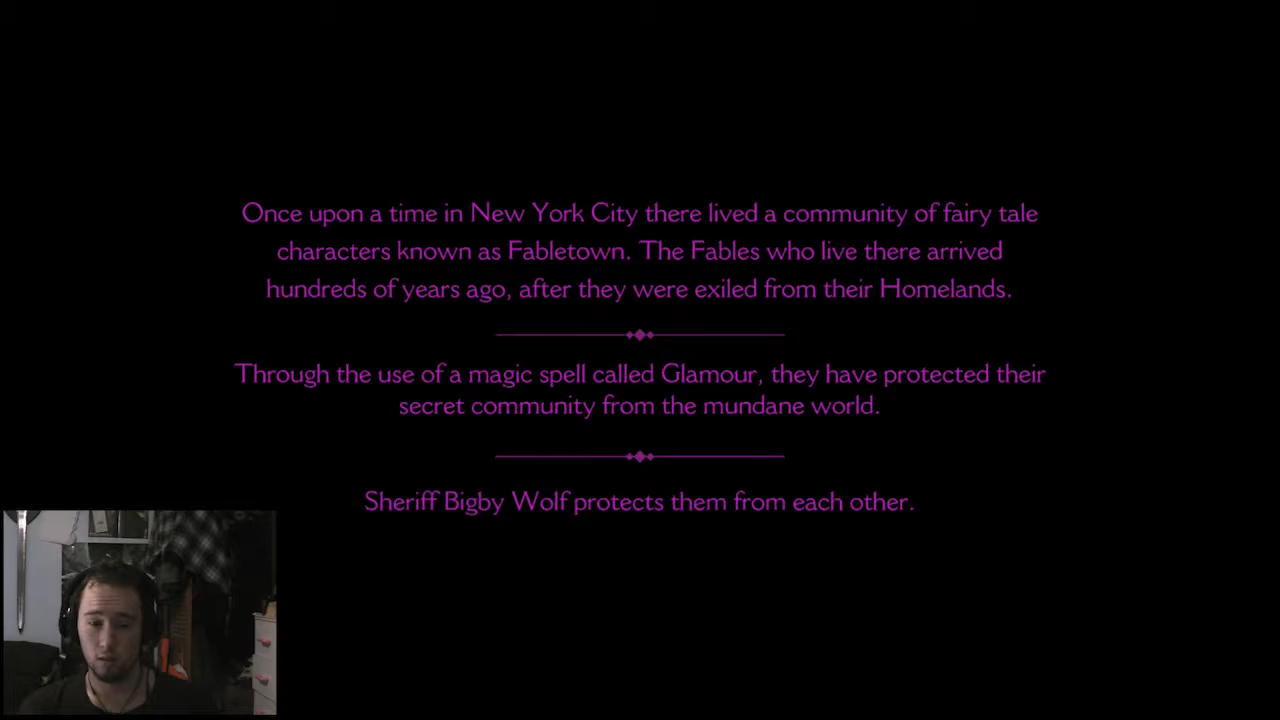 Once upon a time in New York City there lived a community of fairy tale
characters known as Fabletown. The Fables who live there arrived
hundreds of years ago, after they were exiled from their Homelands.
Through the use of a magic spell called Glamour, they have protected their
secret community from the mundane world.
Sheriff Bigby Wolf protects them from each other.